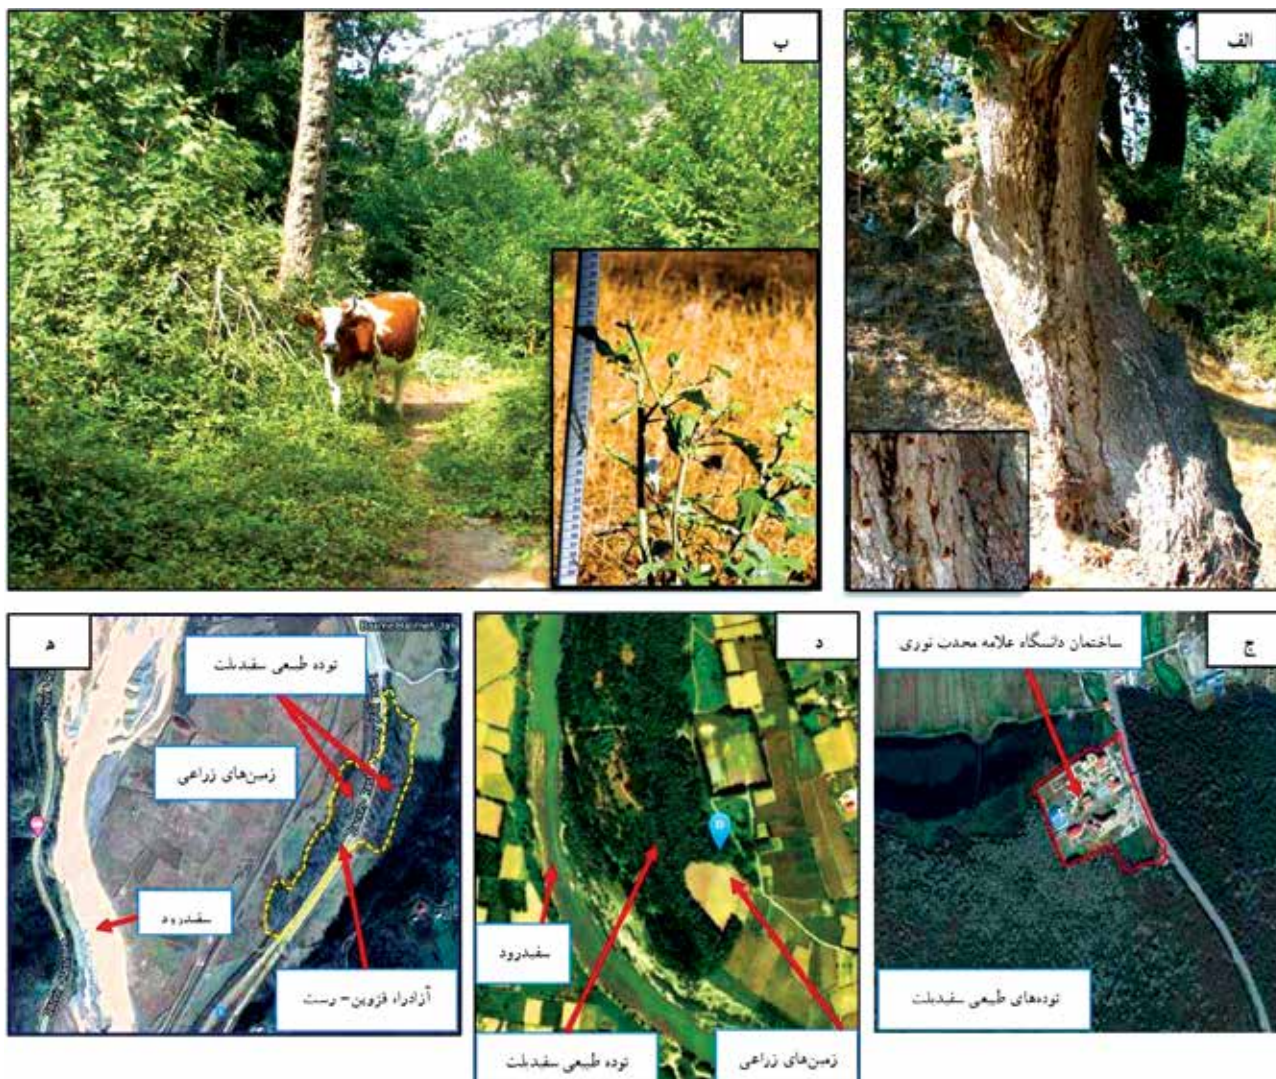 الف
ب
ج
ساختمان دانشگاه علامه محدث نوری
توده‌های طبیعی سفیدپلت
د
سفیدرود
توده طبیعی سفیدپلت
زمین‌های زراعی
ه
توده طبیعی سفیدپلت
زمین‌های زراعی
سفیدرود
آزادراه قزوین- رشت
D